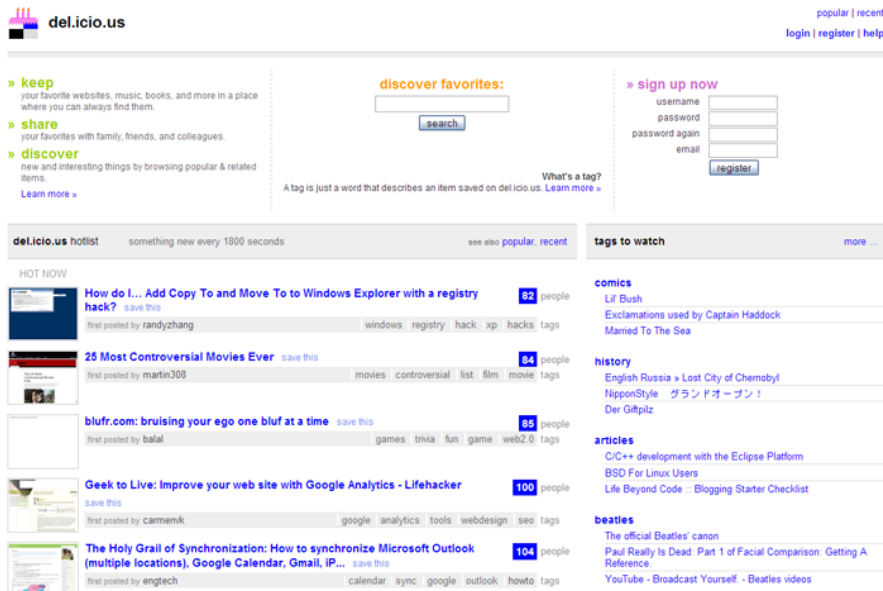 del.icio.us
popular | recent
login | register | help
» keep
your favorite websites, music, books, and more in a place
where you can always find them.
» share
your favorites with family, friends, and colleagues.
» discover
new and interesting things by browsing popular & related
items.
Learn more »
discover favorites:
search
What's a tag?
A tag is just a word that describes an item saved on del.icio.us. Learn more »
» sign up now
username
password
password again
email
register
del.icio.us hotlist something new every 1800 seconds see also popular, recent
HOT NOW
How do I... Add Copy To and Move To to Windows Explorer with a registry 82 people
hack? save this
first posted by randyzhang windows registry hack xp hacks tags
25 Most Controversial Movies Ever save this 84 people
first posted by martin308 movies controversial list film movie tags
blufr.com: bruising your ego one bluf at a time save this 85 people
first posted by balal games trivia fun game web2.0 tags
Geek to Live: Improve your web site with Google Analytics - Lifehacker 100 people
save this
first posted by carmenvk google analytics tools webdesign seo tags
The Holy Grail of Synchronization: How to synchronize Microsoft Outlook 104 people
(multiple locations), Google Calendar, Gmail, iP... save this
first posted by engtech calendar sync google outlook howto tags
tags to watch more ...
comics
Lil' Bush
Exclamations used by Captain Haddock
Married To The Sea
history
English Russia » Lost City of Chernobyl
NipponStyle グランドオープン！
Der Giftpilz
articles
C/C++ development with the Eclipse Platform
BSD For Linux Users
Life Beyond Code :: Blogging Starter Checklist
beatles
The official Beatles' canon
Paul Really Is Dead: Part 1 of Facial Comparison: Getting A
Reference.
YouTube - Broadcast Yourself. - Beatles videos